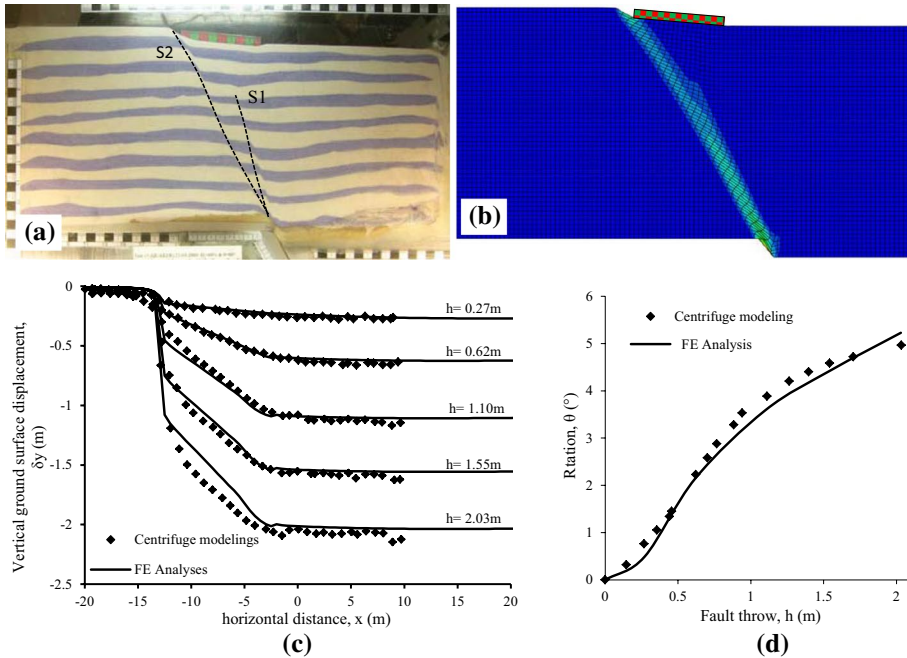 S2
S1
(a)
(b)
0
-0.5
-1
-1.5
-2
-2.5
Vertical ground surface displacement,
δy (m)
h= 0.27m
h= 0.62m
h= 1.10m
h= 1.55m
h= 2.03m
Centrifuge modelings
FE Analyses
-20 -15 -10 -5 0 5 10 15 20
horizontal distance, x (m)
(c)
6
5
4
3
2
1
0
Rtation, θ (°)
Centrifuge modeling
FE Analysis
0 0.5 1 1.5 2
Fault throw, h (m)
(d)